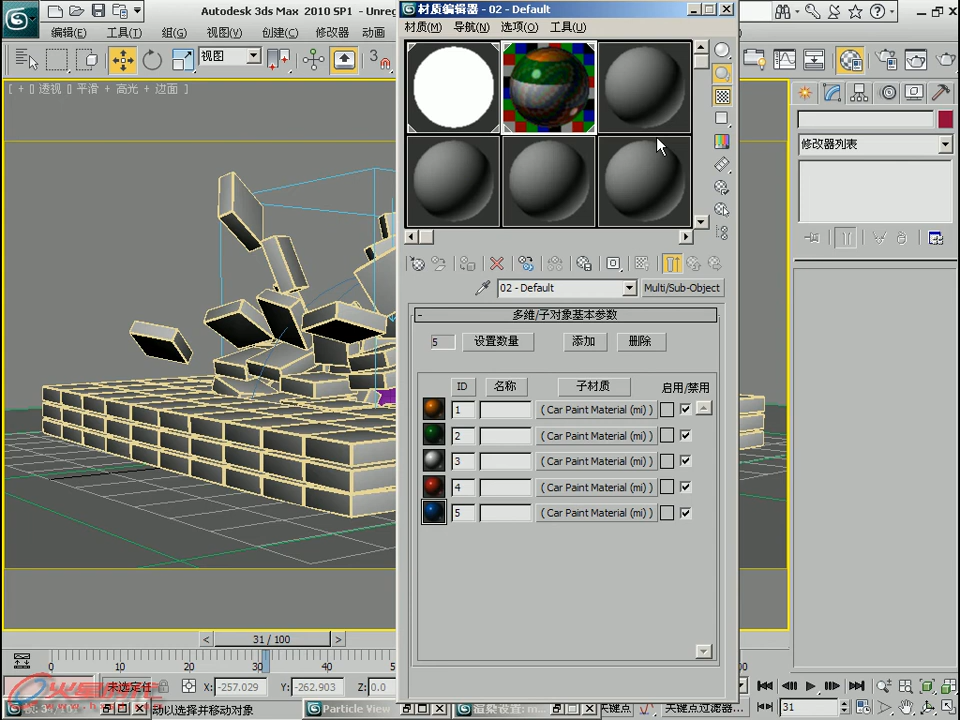 Autodesk 3ds Max 2010 SP1 - Unreg
编辑(E) 工具(T) 组(G) 视图(V) 创建(C) 修改器 动画
视图
3
[ + [] 透视 ] 平滑 + 高光 + 边面 ]
材质编辑器 - 02 - Default
材质(M) 导航(N) 选项(O) 工具(U)
02 - Default Multi/Sub-Object
- 多维/子对象基本参数
5 设置数量 添加 删除
ID 名称 子材质 启用/禁用
1 ( Car Paint Material (mi) )
2 ( Car Paint Material (mi) )
3 ( Car Paint Material (mi) )
4 ( Car Paint Material (mi) )
5 ( Car Paint Material (mi) )
修改器列表
< 31 / 100 >
0 10 20 30 40 5 00
未选定任 X: -257.029 Y: -262.903 Z: 0.0
动以选择并移动对象
Particle View
渲染设置: m...
关键点 关键点过滤器...
31